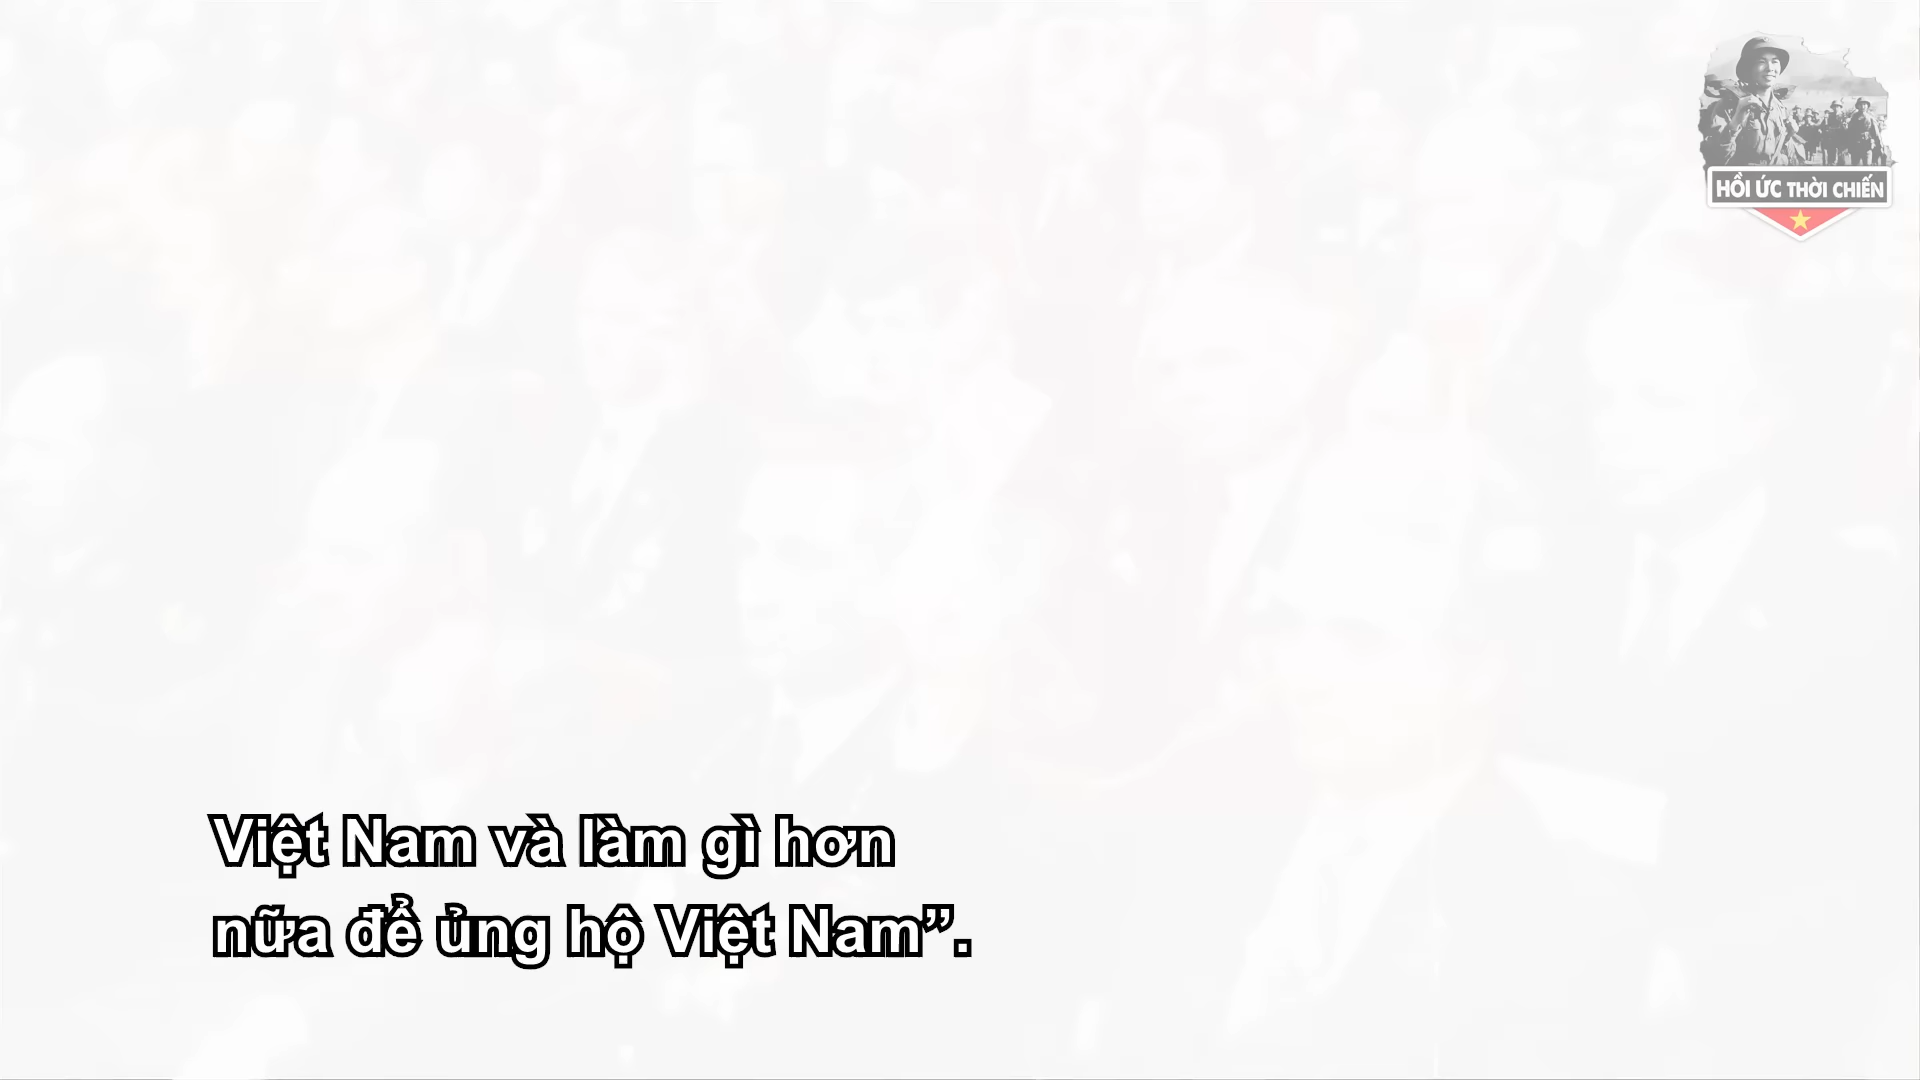 HỒI ỨC THỜI CHIẾN
Việt Nam và làm gì hơn
nữa để ủng hộ Việt Nam”.